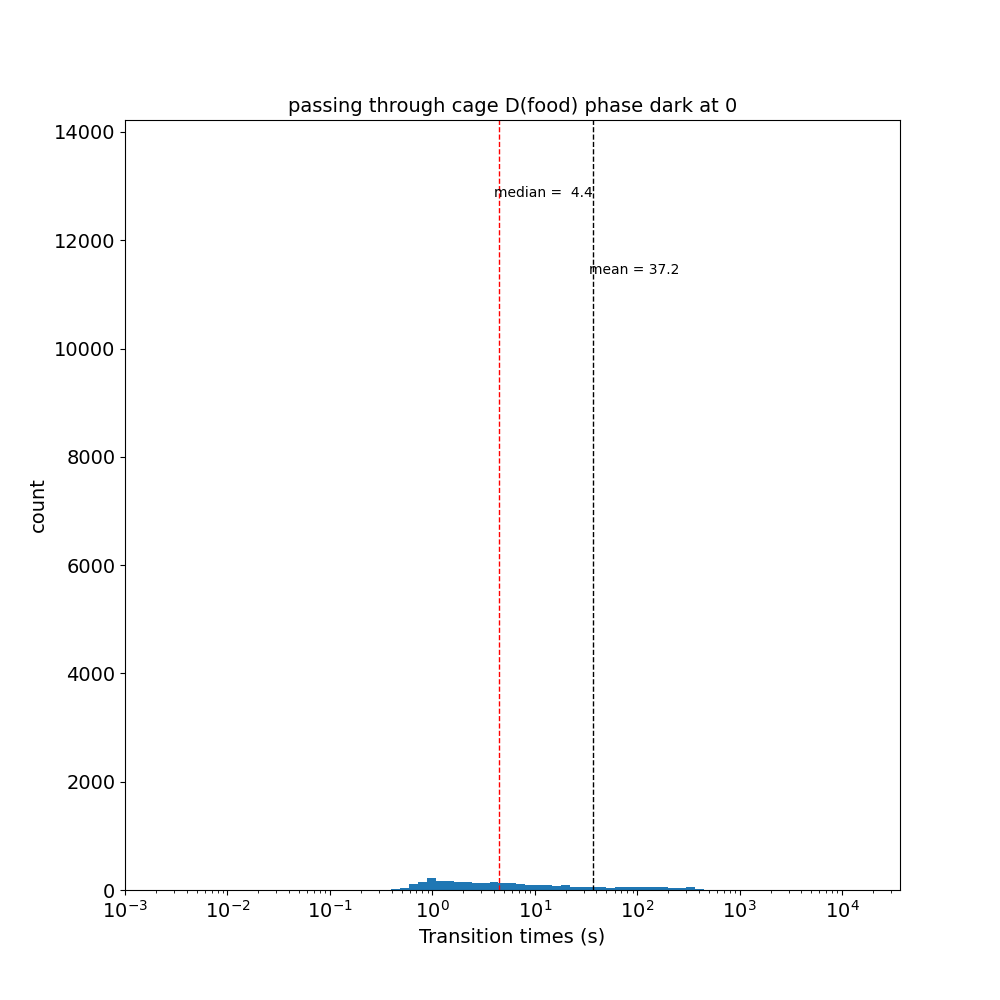 passing through cage D(food) phase dark at 0
14000
median =  4.4
12000
mean = 37.2
10000
8000
count
6000
4000
2000
0
10⁻³ 10⁻² 10⁻¹ 10⁰ 10¹ 10² 10³ 10⁴
Transition times (s)